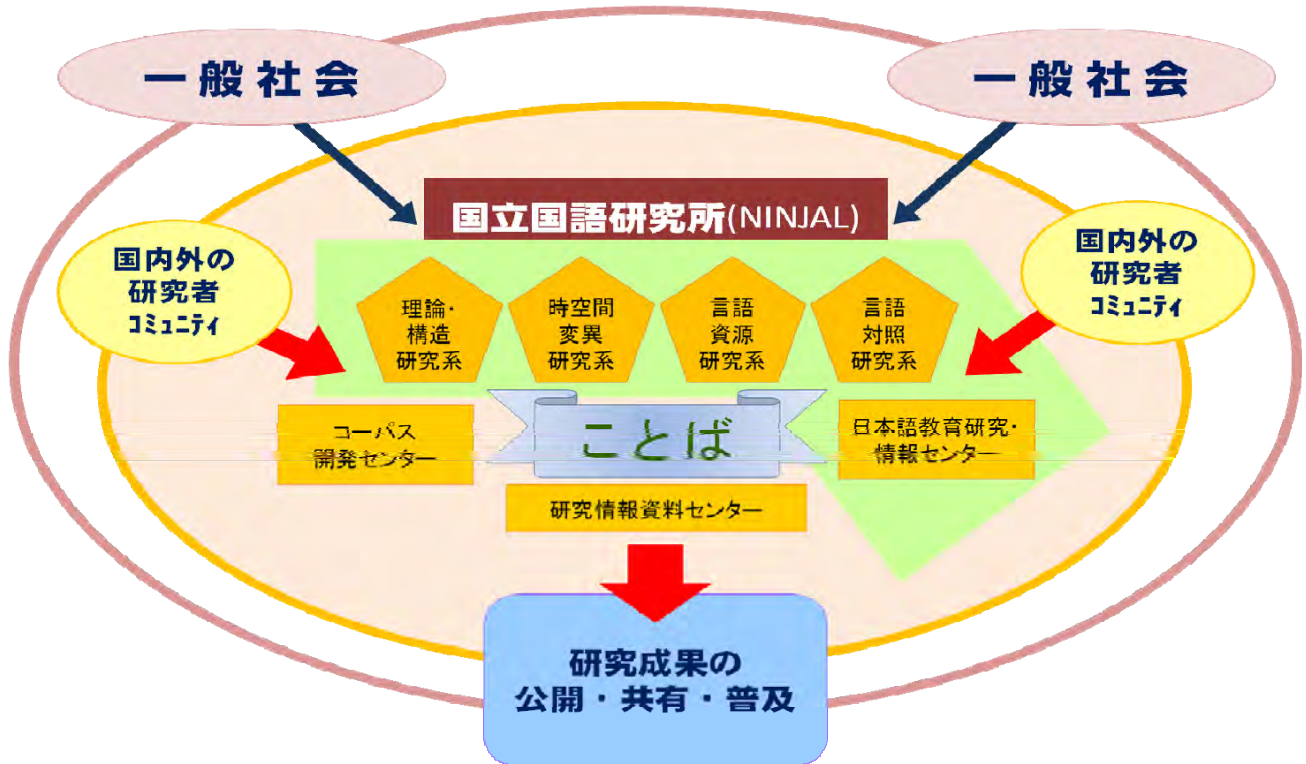 一般社会
一般社会
国立国語研究所(NINJAL)
国内外の
研究者
コミュニティ
国内外の
研究者
コミュニティ
理論・
構造
研究系
時空間
変異
研究系
言語
資源
研究系
言語
対照
研究系
コーパス
開発センター
ことば
日本語教育研究・
情報センター
研究情報資料センター
研究成果の
公開・共有・普及